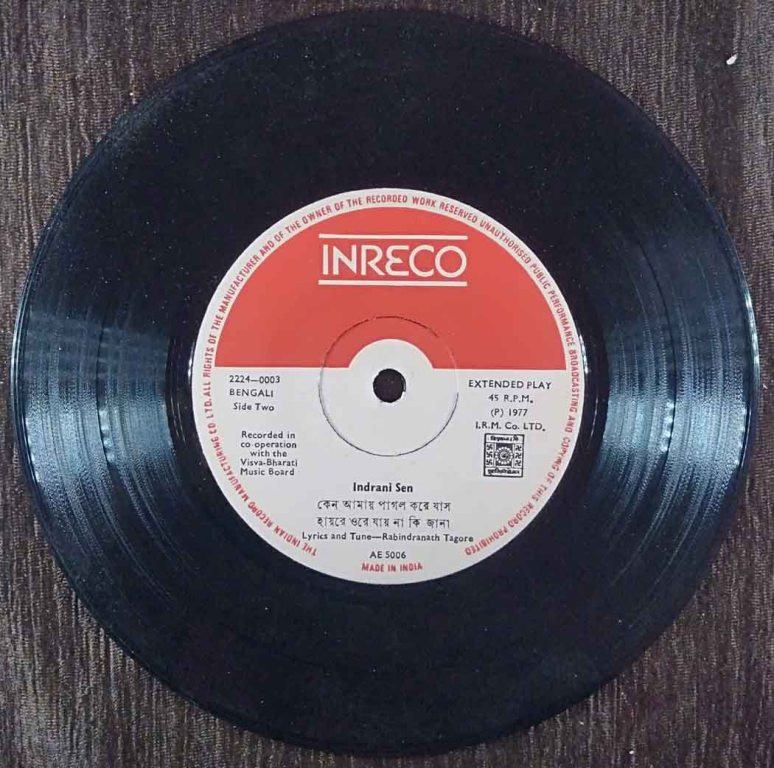 INRECO
2224—0003
BENGALI
Side Two
Recorded in
co-operation
with the
Visva-Bharati
Music Board
EXTENDED PLAY
45 R.P.M.
(P) 1977
I.R.M. Co. LTD.
Indrani Sen
কেন আমায় পাগল করে যাস
হায়রে ওরে যায় না কি জানা
Lyrics and Tune—Rabindranath Tagore
AE 5006
MADE IN INDIA
THE INDIAN RECORD MANUFACTURING CO. LTD. ALL RIGHTS OF THE MANUFACTURER AND OF THE OWNER OF THE RECORDED WORK RESERVED UNAUTHORISED PUBLIC PERFORMANCE BROADCASTING AND COPYING OF THIS RECORD PROHIBITED